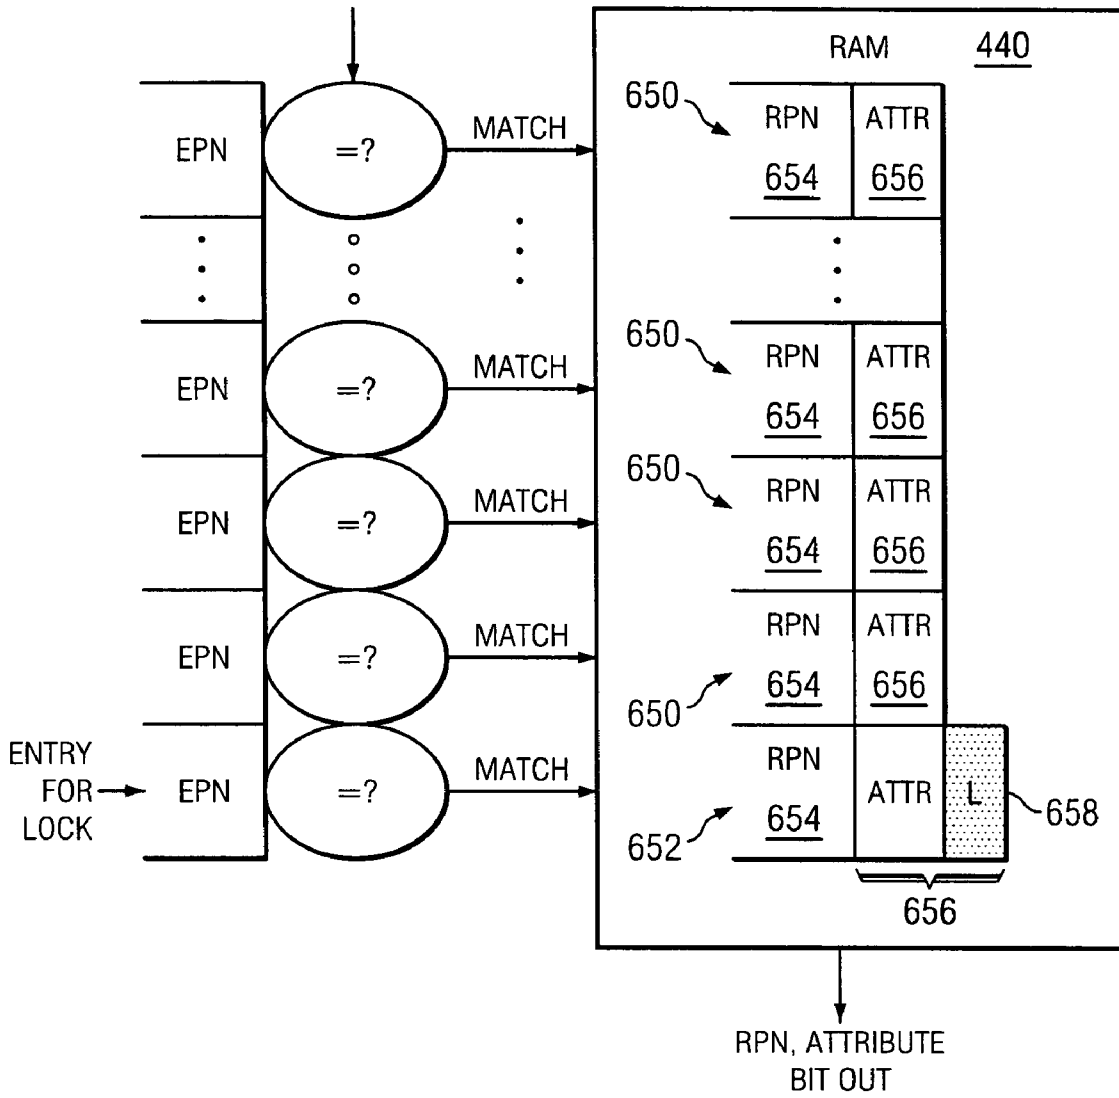 RAM 440
EPN =? MATCH 650 RPN 654 ATTR 656
EPN =? MATCH 650 RPN 654 ATTR 656
EPN =? MATCH 650 RPN 654 ATTR 656
EPN =? MATCH 650 RPN 654 ATTR 656
ENTRY
FOR
LOCK
EPN =? MATCH 652 RPN 654 ATTR L 658
656
RPN, ATTRIBUTE
BIT OUT